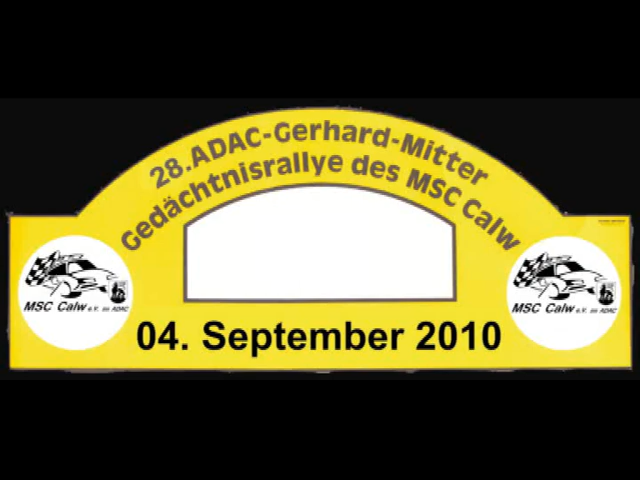 28.ADAC-Gerhard-Mitter
Gedächtnisrallye des MSC Calw
MSC Calw e.V. im ADAC
MSC Calw e.V. im ADAC
04. September 2010